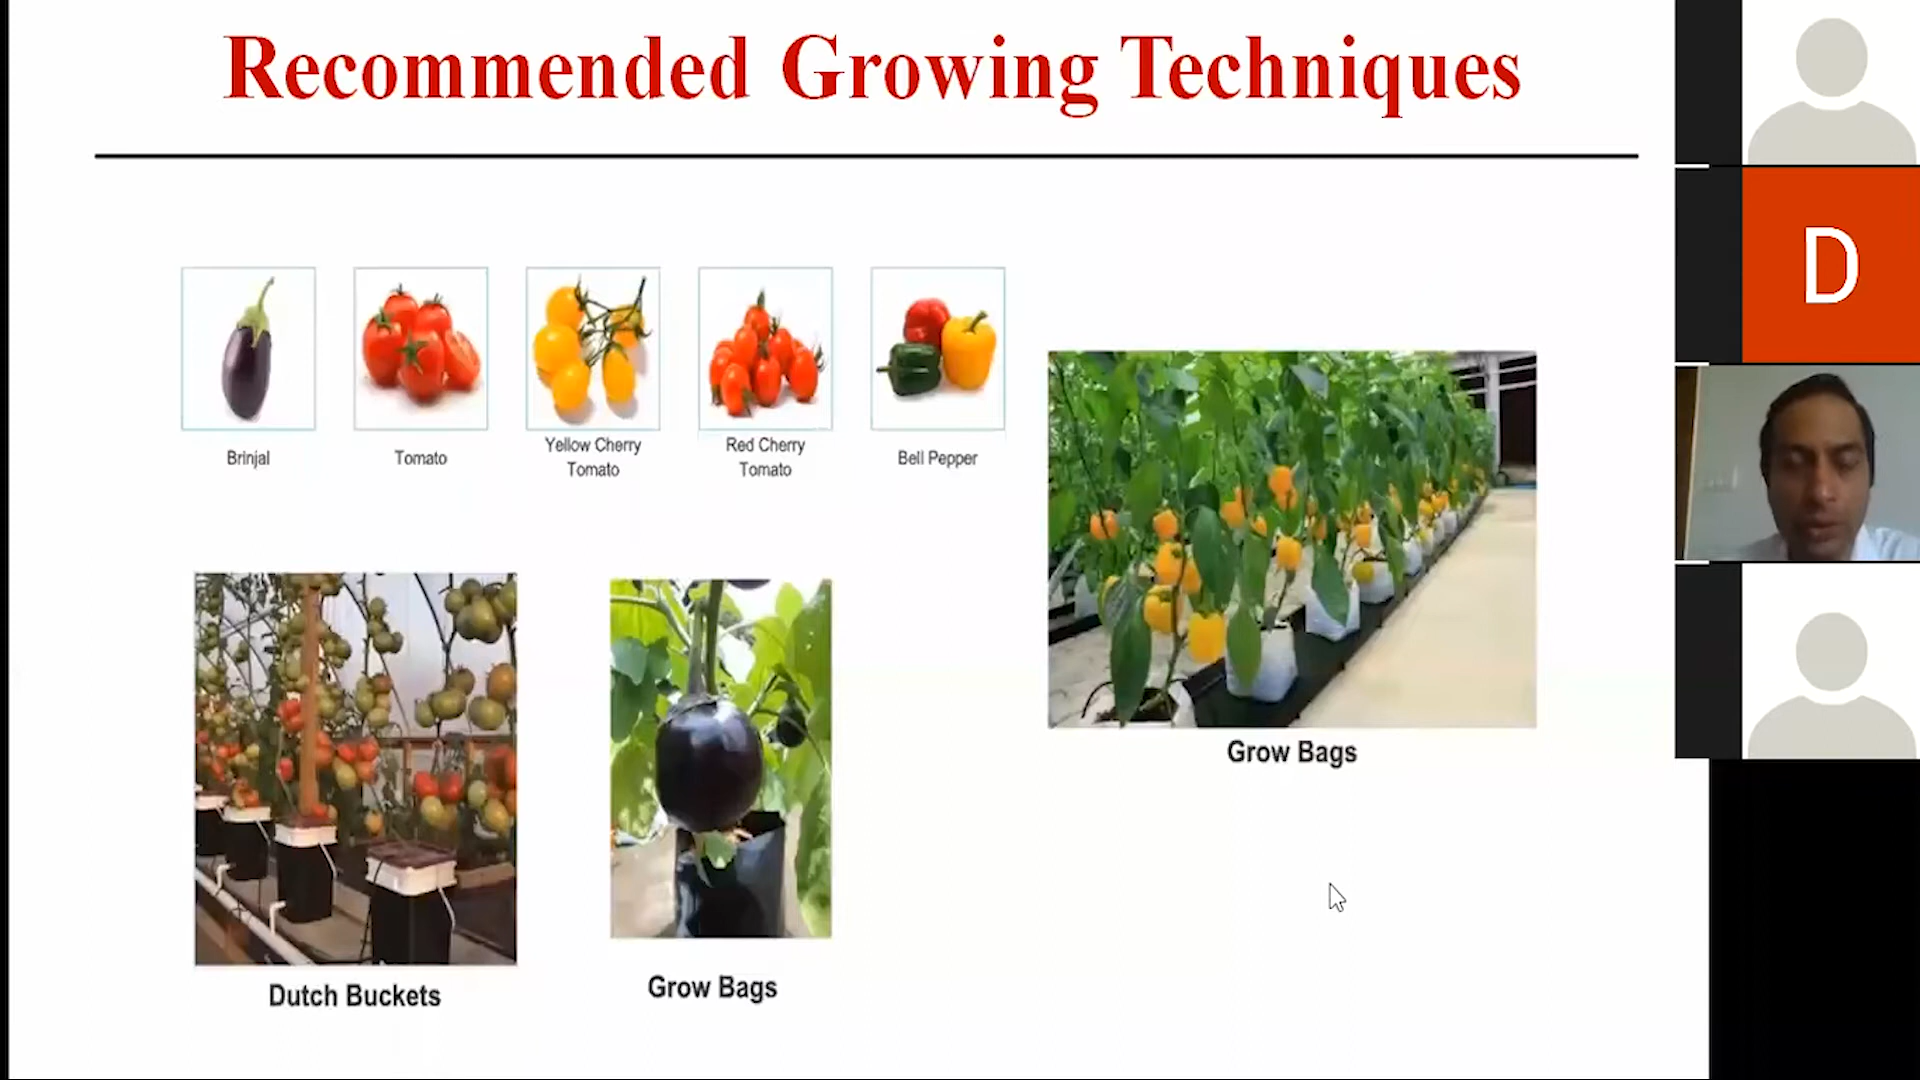 Recommended Growing Techniques
Brinjal
Tomato
Yellow Cherry
Tomato
Red Cherry
Tomato
Bell Pepper
Grow Bags
Dutch Buckets
Grow Bags
D